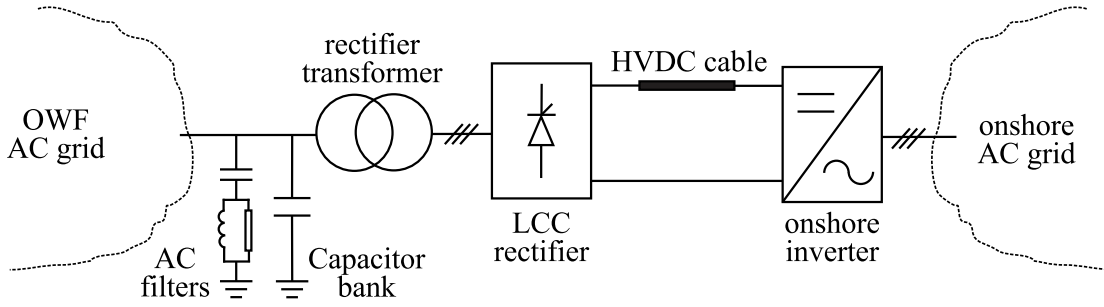 OWF
AC grid
AC
filters
Capacitor
bank
rectifier
transformer
LCC
rectifier
HVDC cable
onshore
inverter
onshore
AC grid